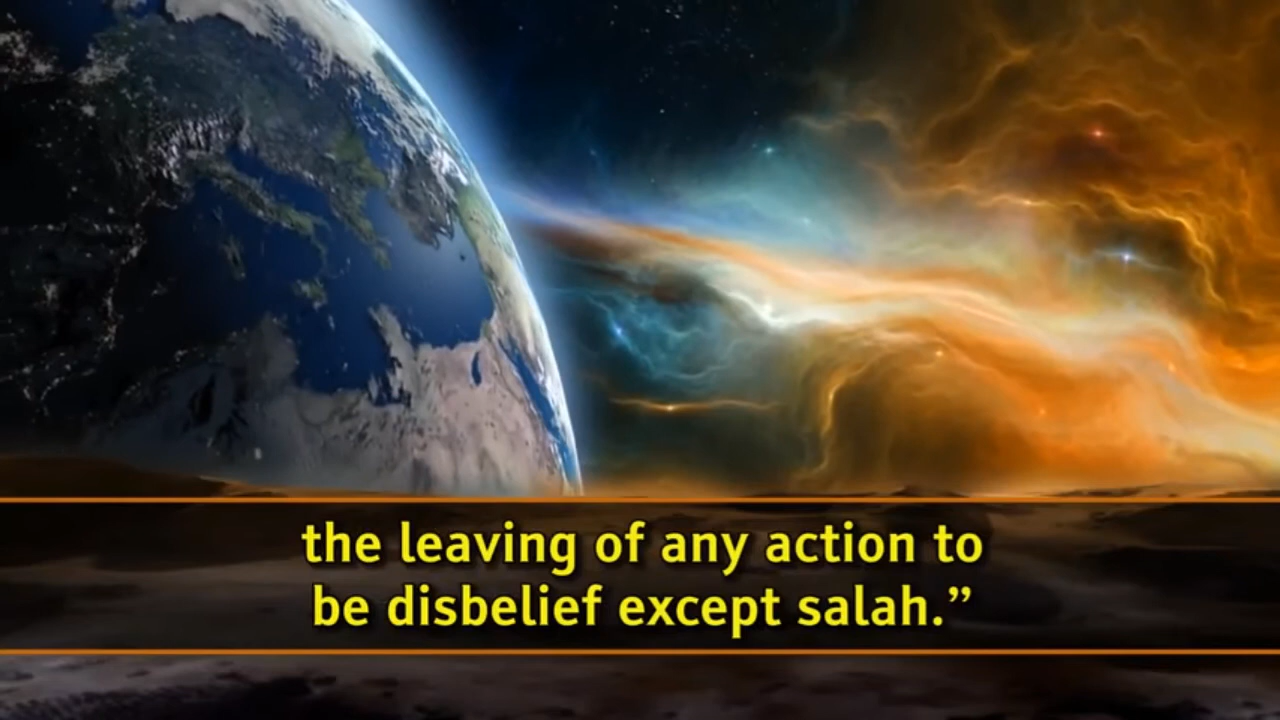 the leaving of any action to
be disbelief except salah.”